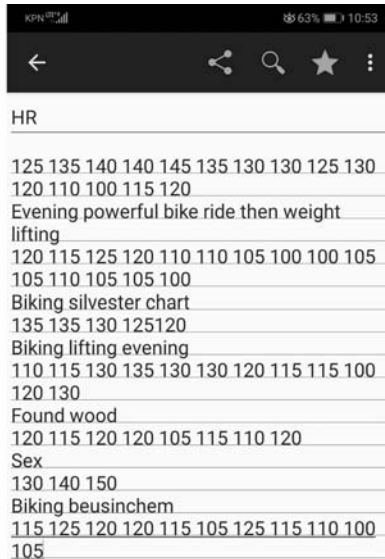 KPN 63% 10:53
HR
125 135 140 140 145 135 130 130 125 130
120 110 100 115 120
Evening powerful bike ride then weight
lifting
120 115 125 120 110 110 105 100 100 105
105 110 105 105 100
Biking silvester chart
135 135 130 125120
Biking lifting evening
110 115 130 135 130 130 120 115 115 100
120 130
Found wood
120 115 120 120 105 115 110 120
Sex
130 140 150
Biking beusinchem
115 125 120 120 115 105 125 115 110 100
105